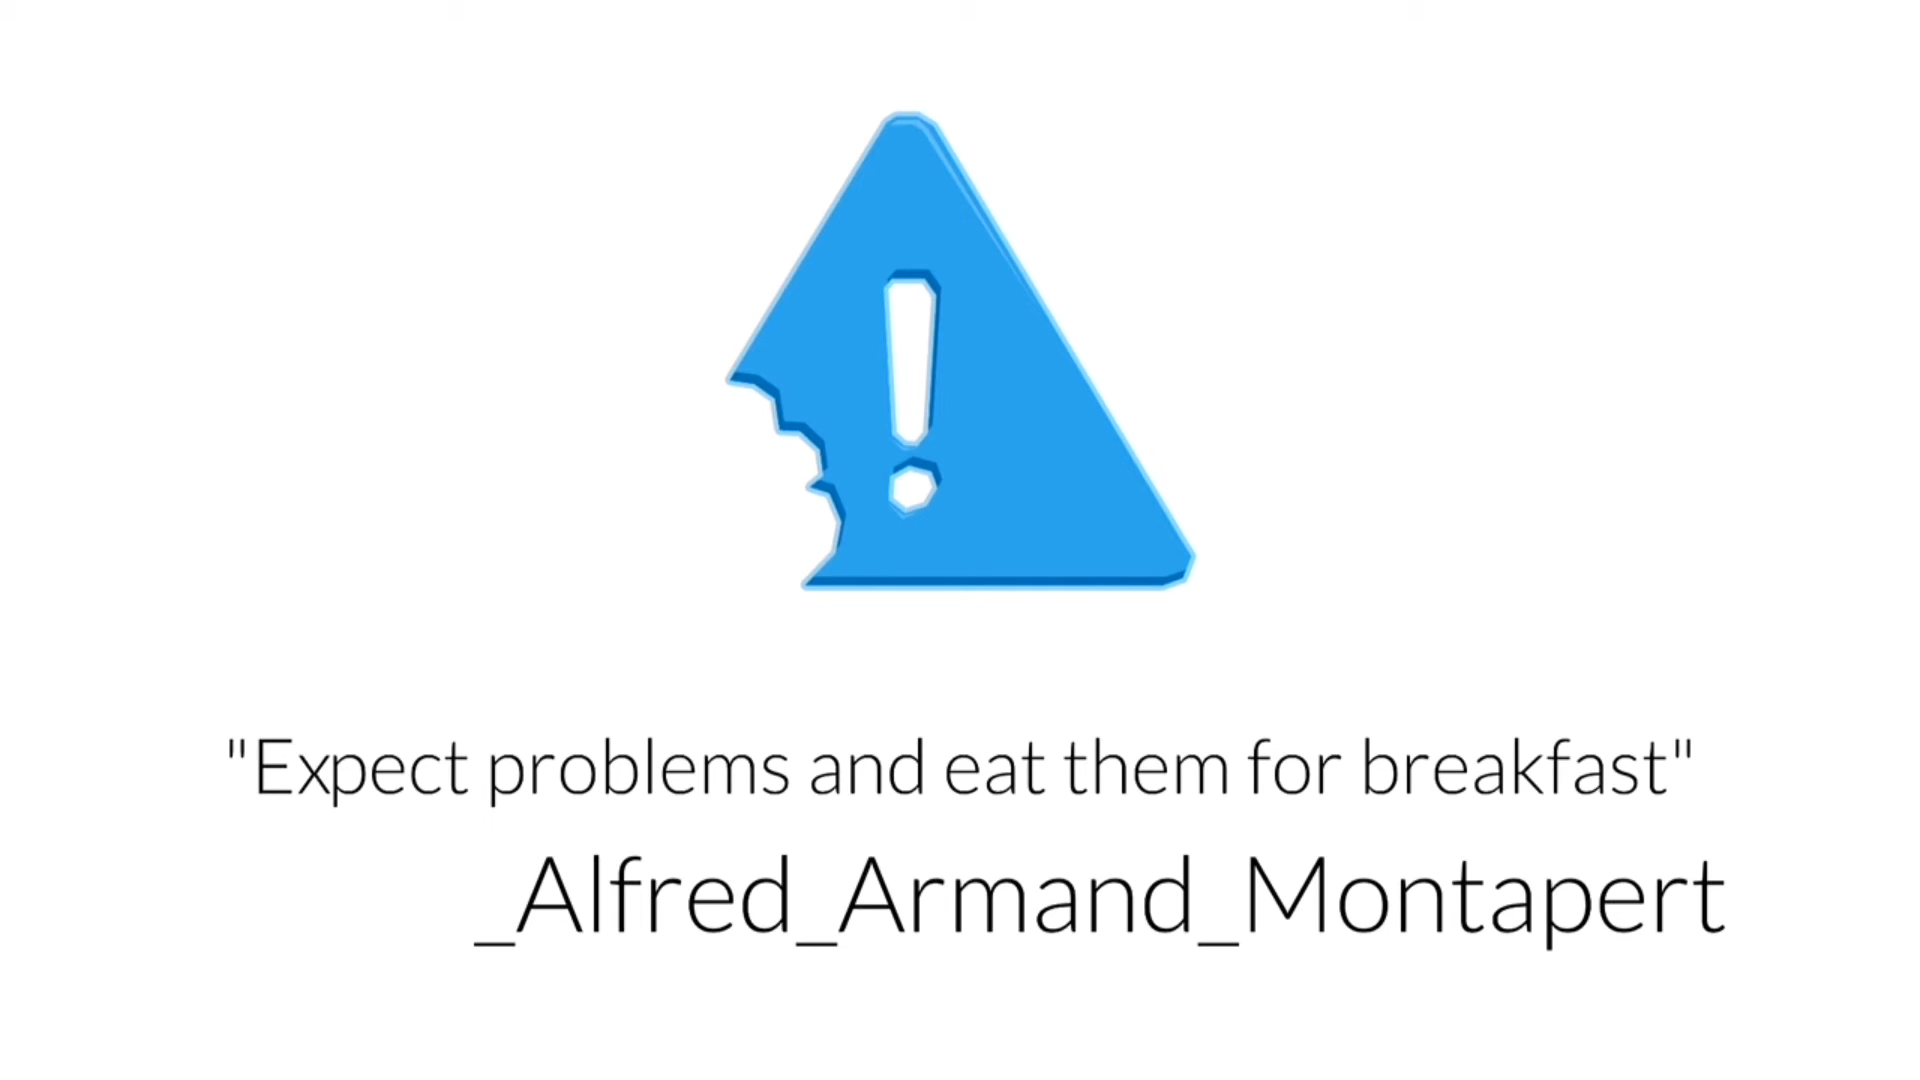 "Expect problems and eat them for breakfast"
_Alfred_Armand_Montapert